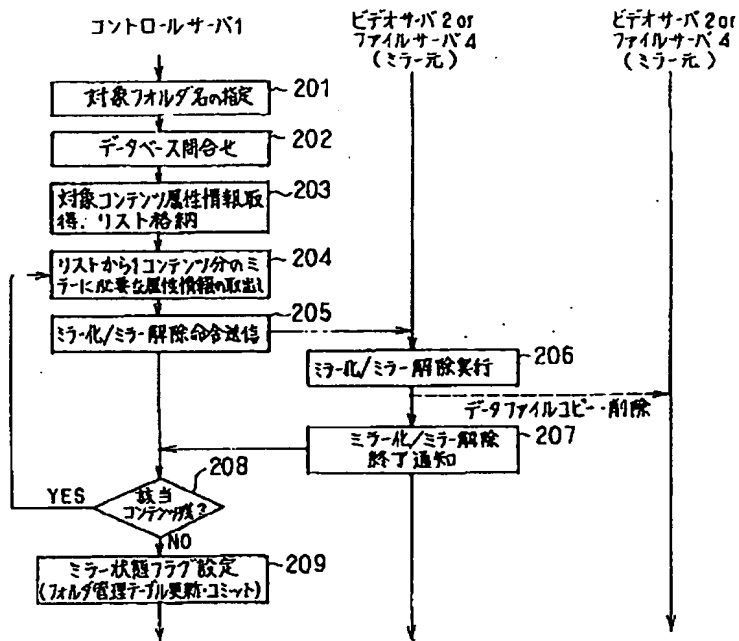 コントロールサーバ1
ビデオサーバ2or
ファイルサーバ4
(ミラー元)
ビデオサーバ2or
ファイルサーバ4
(ミラー元)
対象フォルダ名の指定
201
データベース問合せ
202
対象コンテンツ属性情報取
得、リスト格納
203
リストから1コンテンツ分のミ
ラーに必要な属性情報の取出し
204
ミラー化/ミラー解除命令送信
205
ミラー化/ミラー解除実行
206
データファイルコピー・削除
ミラー化/ミラー解除
終了通知
207
該当
コンテンツ残?
208
YES
NO
ミラー状態フラグ設定
(フォルダ管理テーブル更新・コミット)
209